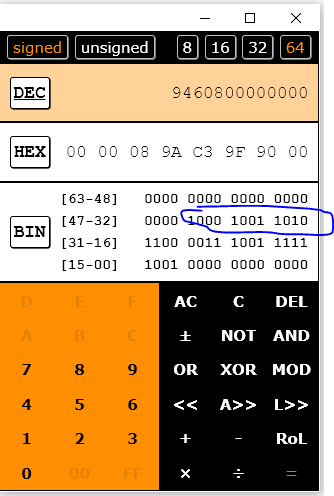 signed unsigned 8 16 32 64
DEC 9460800000000
HEX 00 00 08 9A C3 9F 90 00
[63-48] 0000 0000 0000 0000
[47-32] 0000 1000 1001 1010
BIN
[31-16] 1100 0011 1001 1111
[15-00] 1001 0000 0000 0000
D E F AC C DEL
A B C ± NOT AND
7 8 9 OR XOR MOD
4 5 6 << A>> L>>
1 2 3 + - RoL
0 00 FF × ÷ =